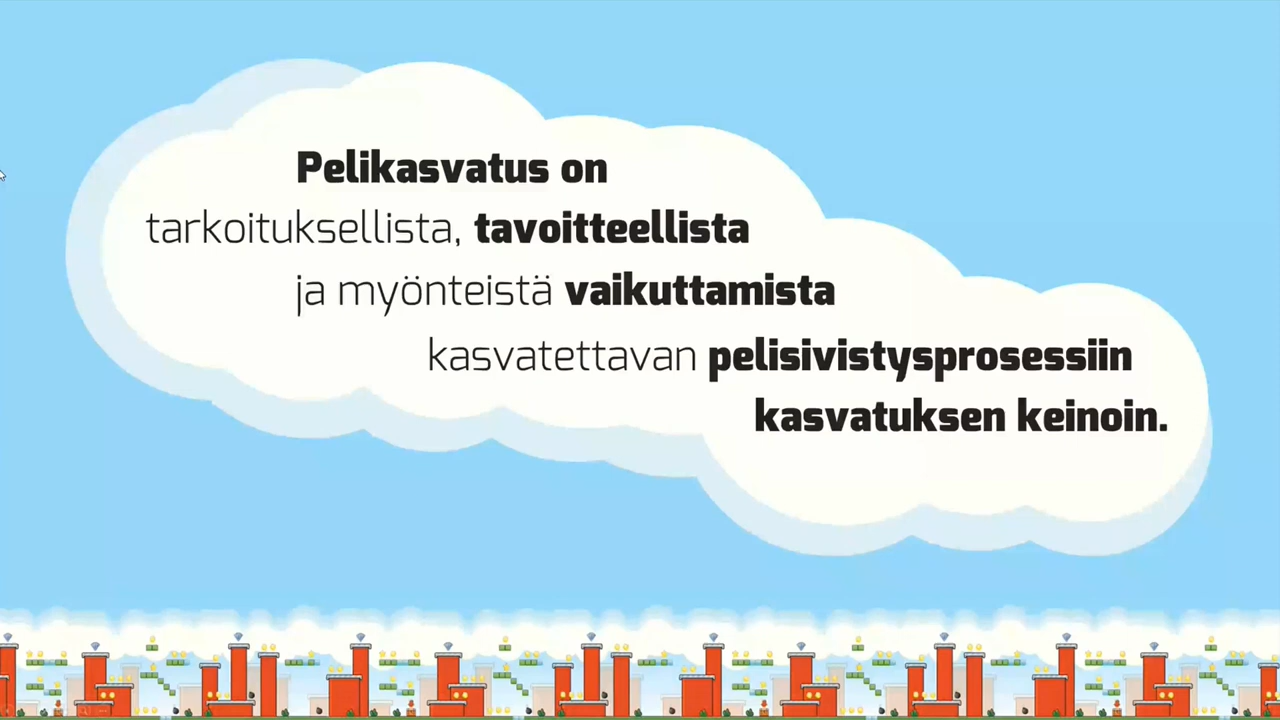 Pelikasvatus on
tarkoituksellista, tavoitteellista
ja myönteistä vaikuttamista
kasvatettavan pelisivistysprosessiin
kasvatuksen keinoin.